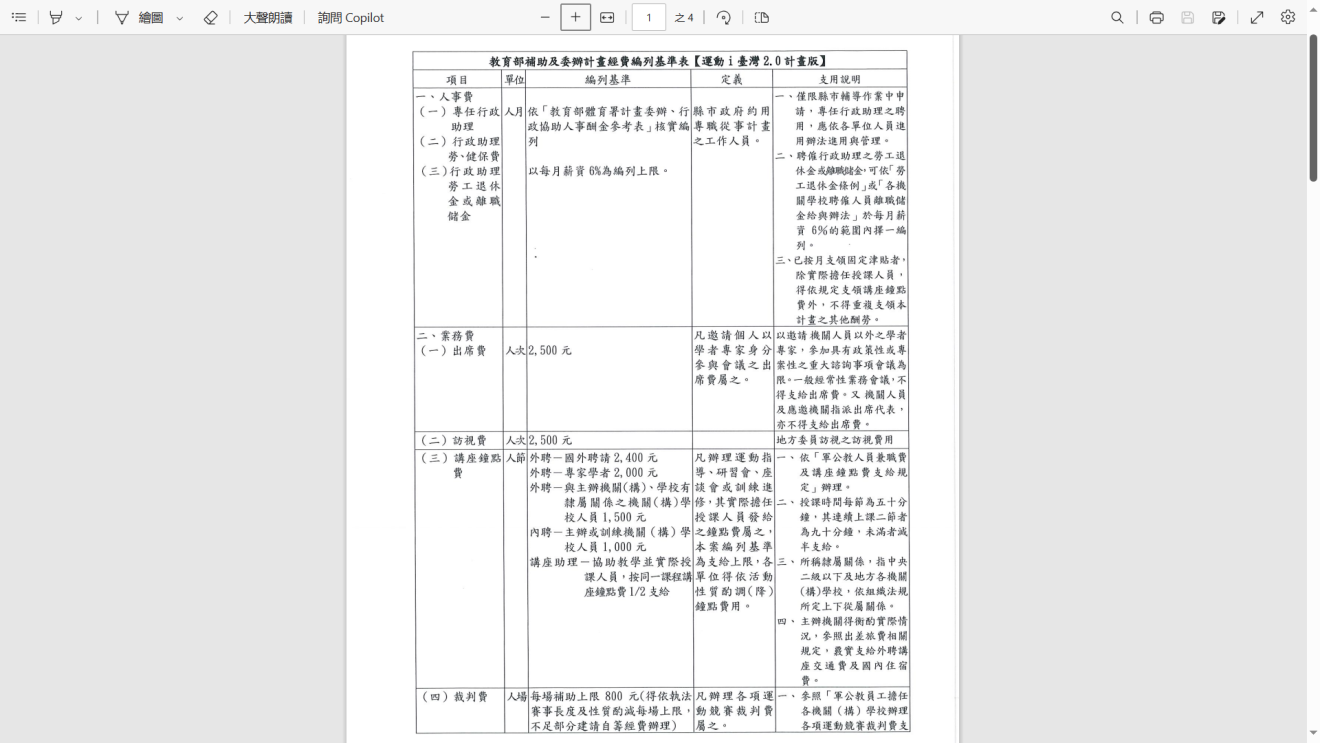 繪圖 大聲朗讀 詢問 Copilot 1 之 4
教育部補助及委辦計畫經費編列基準表【運動 i 臺灣 2.0 計畫版】
項目 單位 編列基準 定義 支用說明
一、人事費
（一）專任行政助理
（二）行政助理勞、健保費
（三）行政助理勞工退休金或離職儲金
人月
依「教育部體育署計畫委辦、行
政協助人事酬金參考表」核實編
列
以每月薪資 6%為編列上限。
縣市政府約用
專職從事計畫
之工作人員。
一、僅限縣市輔導作業中申
請，專任行政助理之聘
用，應依各單位人員進
用辦法進用與管理。
二、聘僱行政助理之勞工退
休金或離職儲金，可依「勞
工退休金條例」或「各機
關學校聘僱人員離職儲
金給與辦法」於每月薪
資 6%的範圍內擇一編
列。
三、已按月支領固定津貼者，
除實際擔任授課人員，
得依規定支領講座鐘點
費外，不得重複支領本
計畫之其他酬勞。
二、業務費
（一）出席費
人次
2,500 元
凡邀請個人以
學者專家身分
參與會議之出
席費屬之。
以邀請機關人員以外之學者
專家，參加具有政策性或專
案性之重大諮詢事項會議為
限。一般經常性業務會議，不
得支給出席費。又機關人員
及應邀機關指派出席代表，
亦不得支給出席費。
（二）訪視費
人次
2,500 元
地方委員訪視之訪視費用
（三）講座鐘點
費
人節
外聘－國外聘請 2,400 元
外聘－專家學者 2,000 元
外聘－與主辦機關(構)、學校有
隸屬關係之機關（構）學
校人員 1,500 元
內聘－主辦或訓練機關（構）學
校人員 1,000 元
講座助理－協助教學並實際授
課人員，按同一課程講
座鐘點費 1/2 支給
凡辦理運動指
導、研習會、座
談會或訓練進
修，其實際擔任
授課人員發給
之鐘點費屬之，
本案編列基準
為支給上限，各
單位得依活動
性質酌調(降)
鐘點費用。
一、依「軍公教人員兼職費
及講座鐘點費支給規
定」辦理。
二、授課時間每節為五十分
鐘，其連續上課二節者
為九十分鐘，未滿者減
半支給。
三、所稱隸屬關係，指中央
二級以下及地方各機關
(構)學校，依組織法規
所定上下從屬關係。
四、主辦機關得衡酌實際情
況，參照出差旅費相關
規定，覈實支給外聘講
座交通費及國內住宿
費。
（四）裁判費
人場
每場補助上限 800 元(得依執法
賽事長度及性質酌減每場上限，
不足部分建請自籌經費辦理)
凡辦理各項運
動競賽裁判費
屬之。
一、參照「軍公教員工擔任
各機關（構）學校辦理
各項運動競賽裁判費支